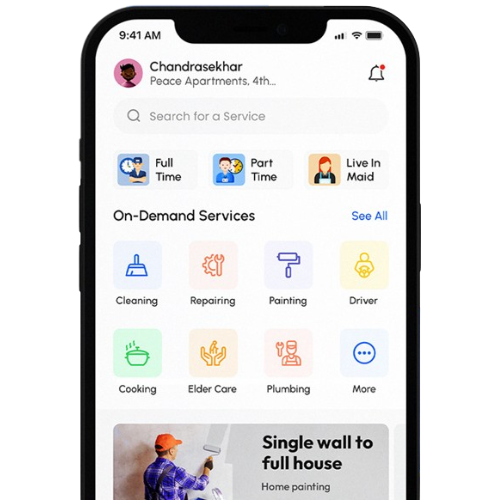 9:41 AM
Chandrasekhar
Peace Apartments, 4th...
Search for a Service
Full
Time
Part
Time
Live In
Maid
On-Demand Services
See All
Cleaning
Repairing
Painting
Driver
Cooking
Elder Care
Plumbing
More
Single wall to
full house
Home painting